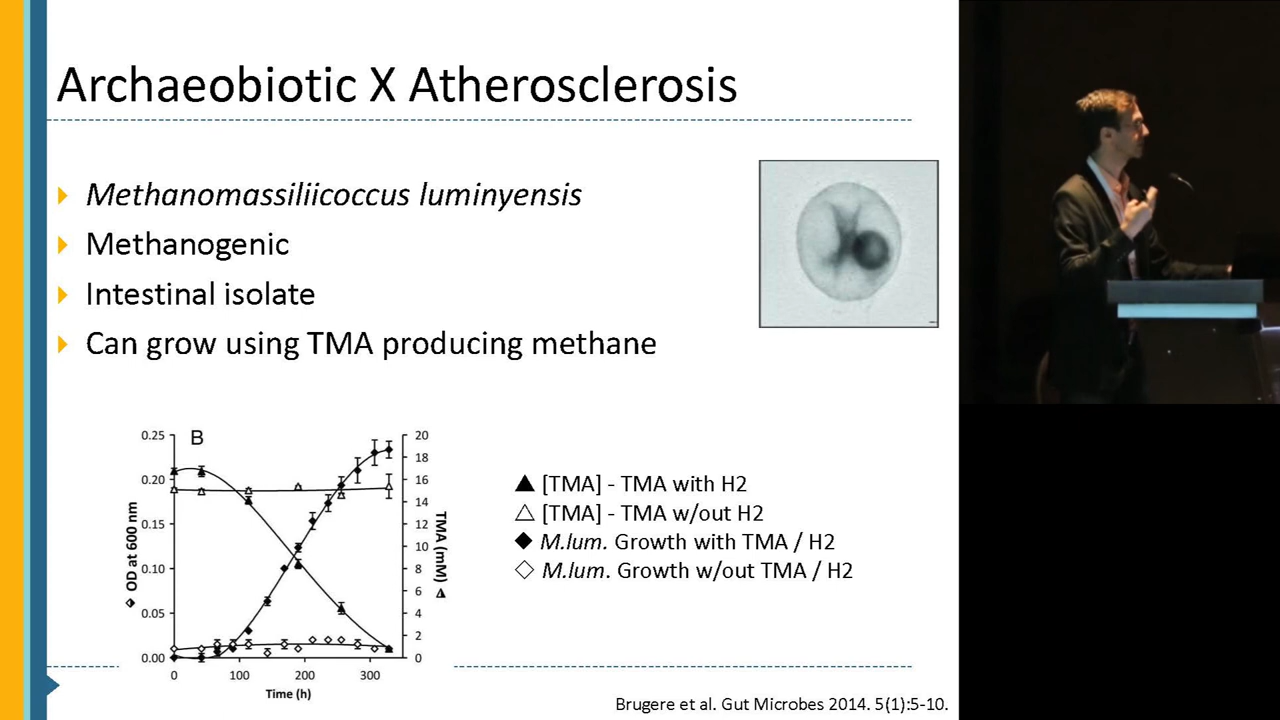 Archaeobiotic X Atherosclerosis
Methanomassiliicoccus luminyensis
Methanogenic
Intestinal isolate
Can grow using TMA producing methane
B
0.25
0.20
0.15
0.10
0.05
0.00
OD at 600 nm
20
18
16
14
12
10
8
6
4
2
0
TMA (mM)
0 100 200 300
Time (h)
[TMA] - TMA with H2
[TMA] - TMA w/out H2
M.lum. Growth with TMA / H2
M.lum. Growth w/out TMA / H2
Brugere et al. Gut Microbes 2014. 5(1):5-10.